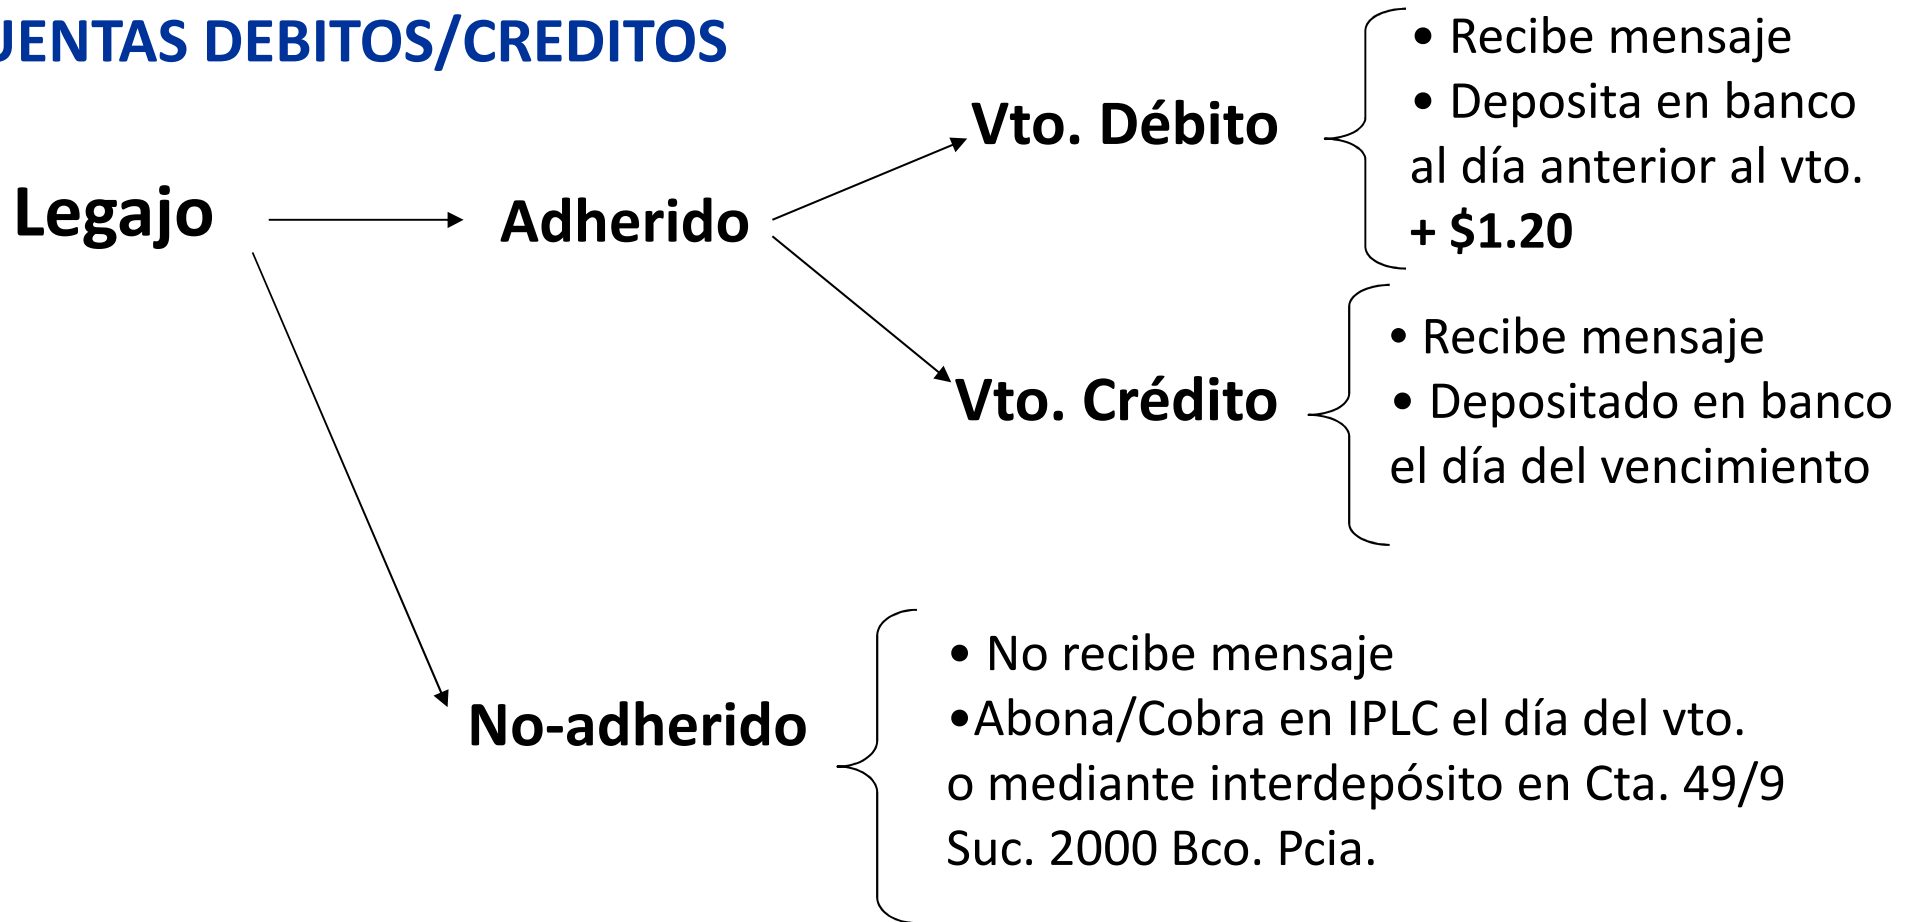 UENTAS DEBITOS/CREDITOS
Legajo
Adherido
Vto. Débito
• Recibe mensaje
• Deposita en banco
al día anterior al vto.
+ $1.20
Vto. Crédito
• Recibe mensaje
• Depositado en banco
el día del vencimiento
No-adherido
• No recibe mensaje
•Abona/Cobra en IPLC el día del vto.
o mediante interdepósito en Cta. 49/9
Suc. 2000 Bco. Pcia.